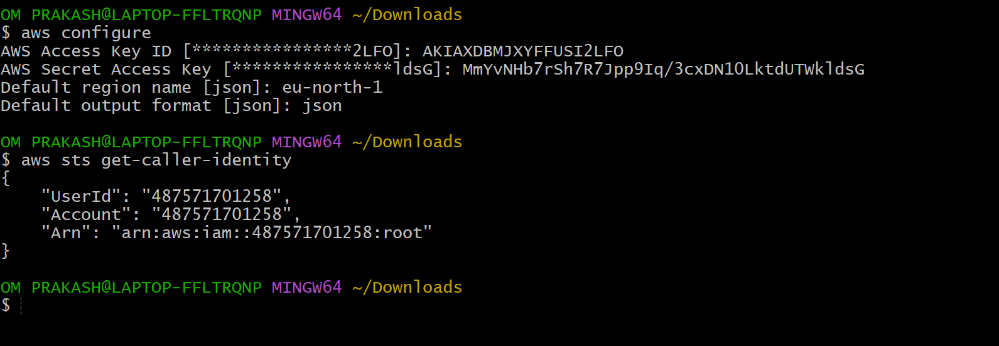 OM PRAKASH@LAPTOP-FFLTRQNP MINGW64 ~/Downloads
$ aws configure
AWS Access Key ID [****************2LFO]: AKIAXDBMJXYFFUSI2LFO
AWS Secret Access Key [****************ldsG]: 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
Default region name [json]: eu-north-1
Default output format [json]: json
OM PRAKASH@LAPTOP-FFLTRQNP MINGW64 ~/Downloads
$ aws sts get-caller-identity
{
    "UserId": "487571701258",
    "Account": "487571701258",
    "Arn": "arn:aws:iam::487571701258:root"
}
OM PRAKASH@LAPTOP-FFLTRQNP MINGW64 ~/Downloads
$